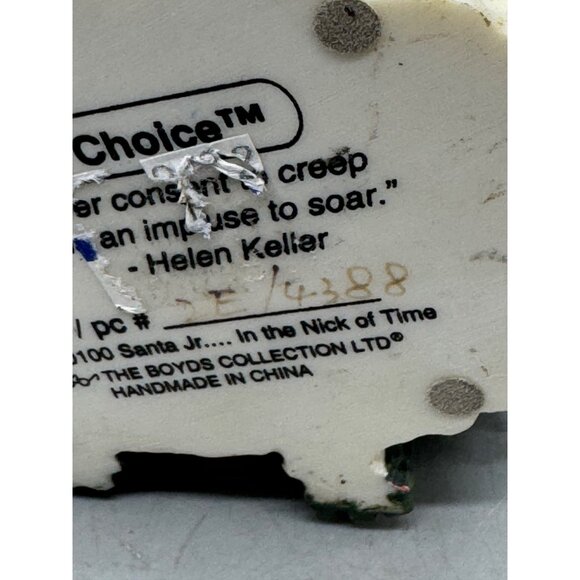 Choice™
er consent to creep
an impulse to soar."
- Helen Keller
/ pc # 2E/4388
0100 Santa Jr.... In the Nick of Time
THE BOYDS COLLECTION LTD®
HANDMADE IN CHINA